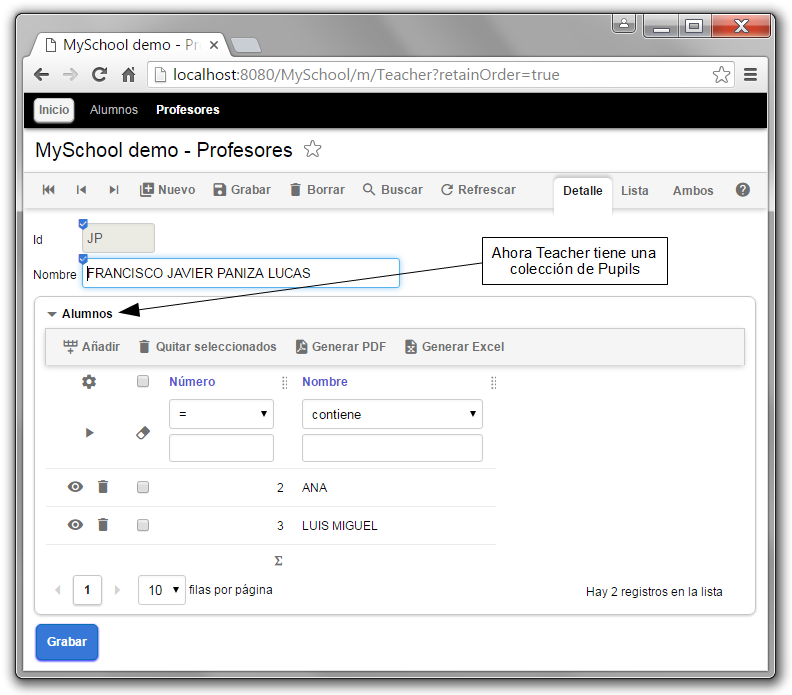 MySchool demo - Pr
localhost:8080/MySchool/m/Teacher?retainOrder=true
Inicio Alumnos Profesores
MySchool demo - Profesores
Nuevo Grabar Borrar Buscar Refrescar Detalle Lista Ambos ?
Id JP
Nombre FRANCISCO JAVIER PANIZA LUCAS
Ahora Teacher tiene una
colección de Pupils
Alumnos
Añadir Quitar seleccionados Generar PDF Generar Excel
Número Nombre
= contiene
2 ANA
3 LUIS MIGUEL
Σ
1 10 filas por página Hay 2 registros en la lista
Grabar